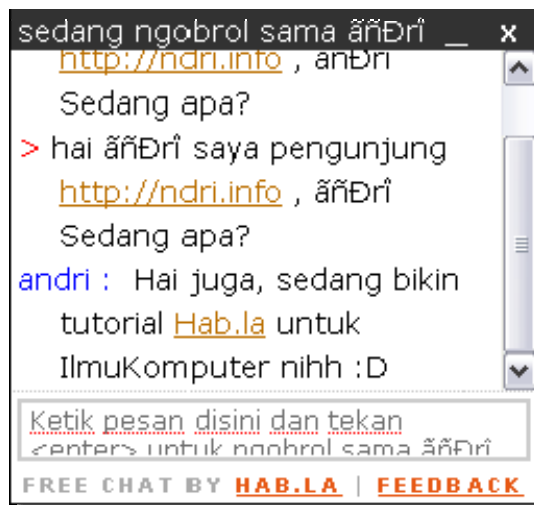 sedang ngobrol sama ãñÐrî _ x
http://ndri.info , ãñÐrî
Sedang apa?
> hai ãñÐrî saya pengunjung
http://ndri.info , ãñÐrî
Sedang apa?
andri : Hai juga, sedang bikin
tutorial Hab.la untuk
IlmuKomputer nihh :D
Ketik pesan disini dan tekan
<enter> untuk ngobrol sama ãñÐrî
FREE CHAT BY HAB.LA | FEEDBACK